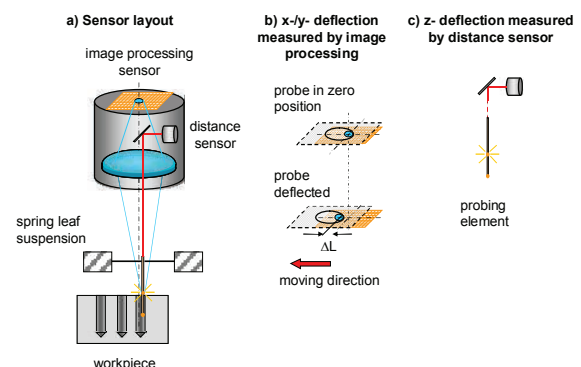 a) Sensor layout
image processing
sensor
distance
sensor
spring leaf
suspension
workpiece
b) x-/y- deflection
measured by image
processing
probe in zero
position
probe
deflected
ΔL
moving direction
c) z- deflection measured
by distance sensor
probing
element